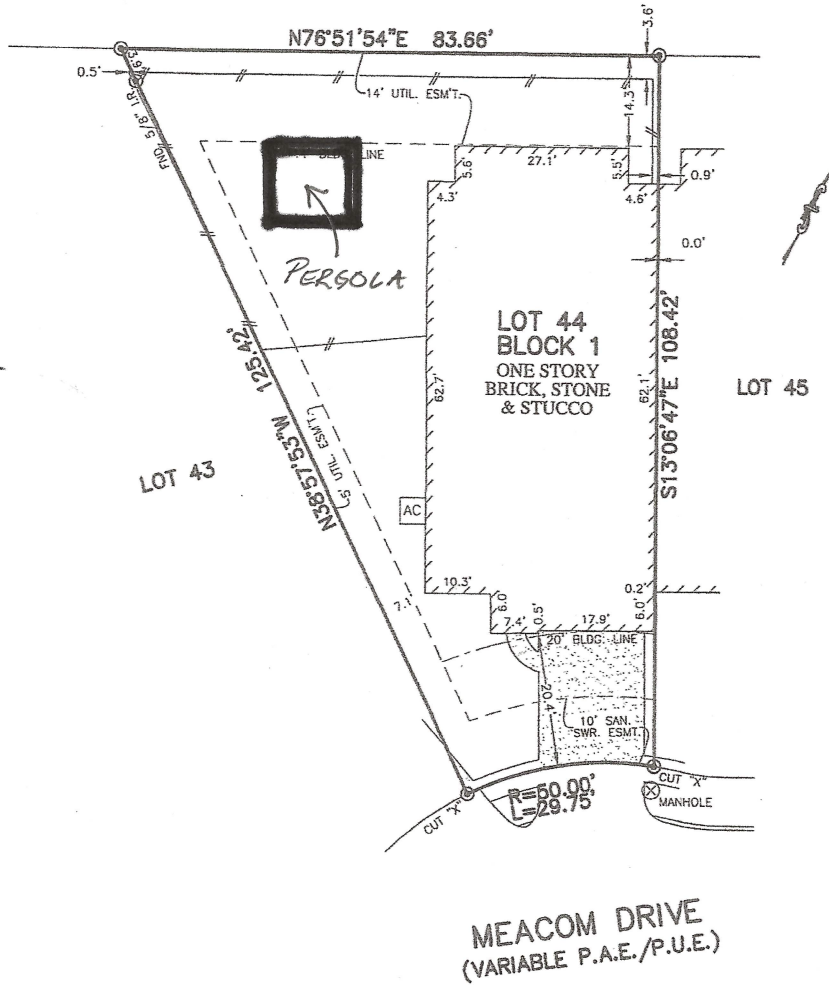 N76°51'54"E 83.66'
3.6'
0.5'
3.6'
14' UTIL. ESM'T.
14.3'
FND 5/8" I.R.
BLDG LINE
27.1'
5.6'
5.5'
4.3'
4.6'
0.9'
0.0'
PERGOLA
LOT 44
BLOCK 1
ONE STORY
BRICK, STONE
& STUCCO
62.7'
62.1'
S13°06'47"E 108.42'
LOT 45
N38°57'53"W 125.42'
5' UTIL. ESM'T.
LOT 43
AC
10.3'
0.2'
7.1'
6.0'
7.4'
0.5'
17.9'
6.0'
20' BLDG. LINE
20.4'
10' SAN.
SWR. ESMT.
CUT "X"
MANHOLE
R=50.00'
L=29.75'
CUT "X"
MEACOM DRIVE
(VARIABLE P.A.E./P.U.E.)